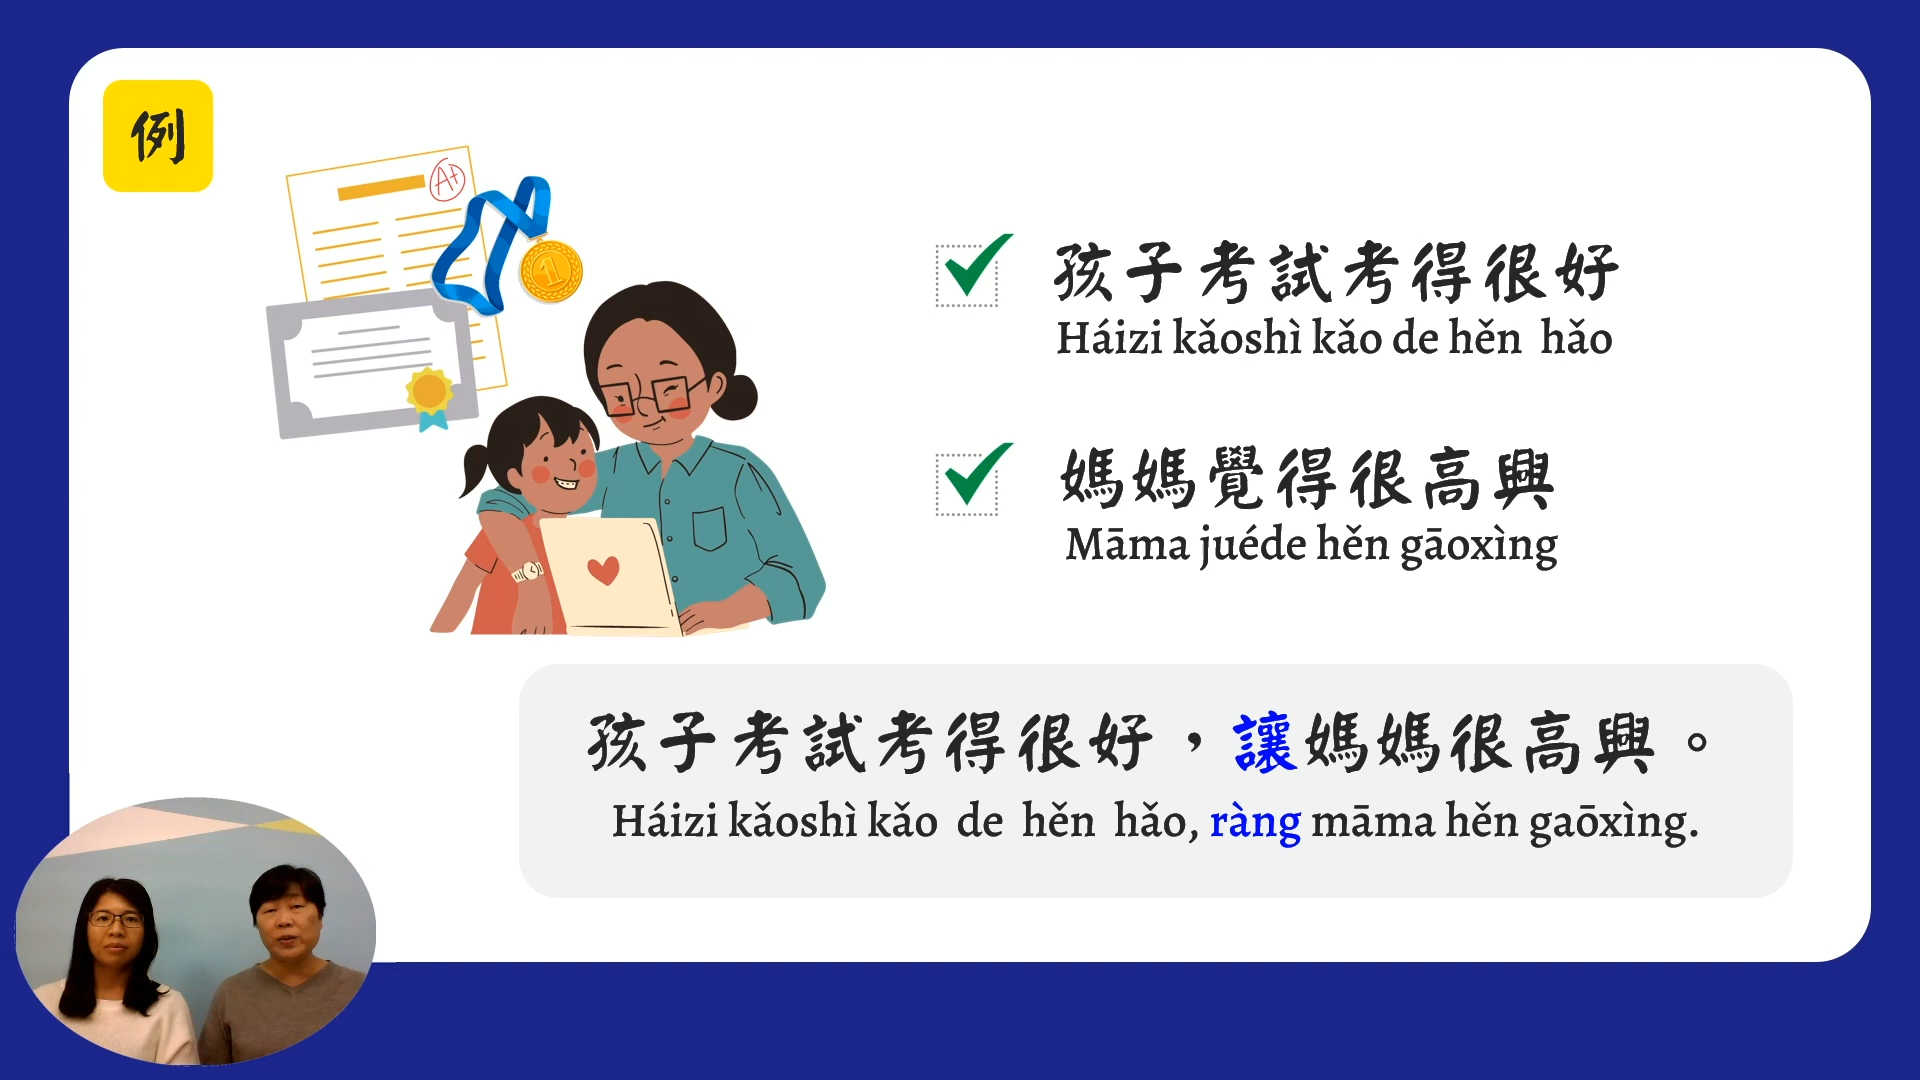 例
A+
1
孩子考試考得很好
Háizi kǎoshì kǎo de hěn hǎo
媽媽覺得很高興
Māma juéde hěn gāoxìng
孩子考試考得很好，讓媽媽很高興。
Háizi kǎoshì kǎo de hěn hǎo, ràng māma hěn gaōxìng.